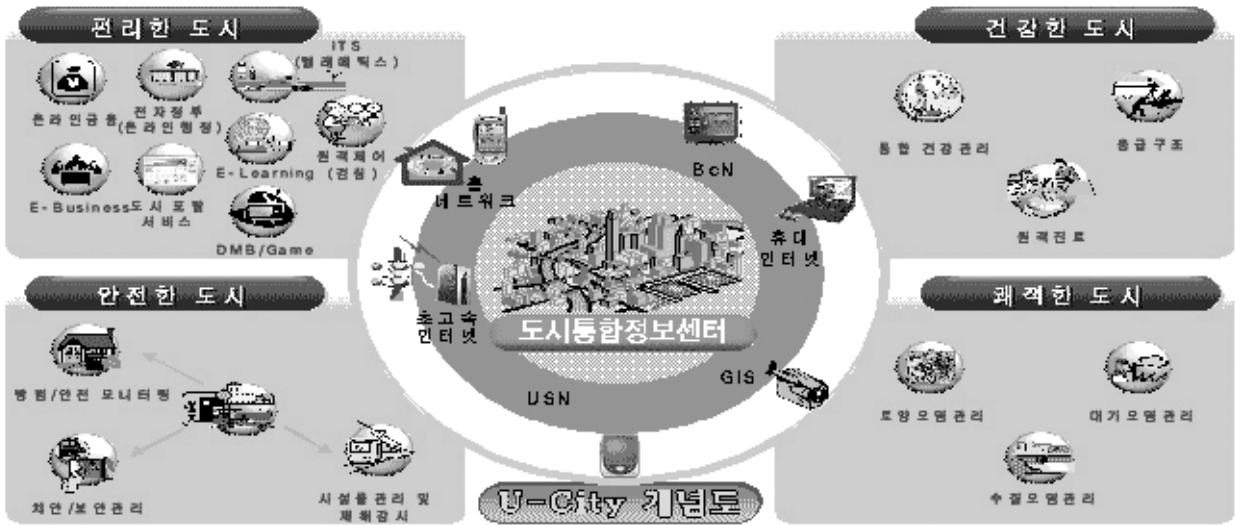 편리한 도시
ITS
(텔레매틱스)
온라인금융
전자정부
(온라인행정)
E-Learning
원격제어
(검침)
E-Business
도시포탈
서비스
DMB/Game
건강한 도시
통합 건강관리
응급구조
원격진료
홈
네트워크
BcN
휴대
인터넷
초고속
인터넷
도시통합정보센터
USN
GIS
U-City 개념도
안전한 도시
방범/안전 모니터링
치안/보안관리
시설물관리 및
재해감시
쾌적한 도시
토양오염관리
대기오염관리
수질오염관리